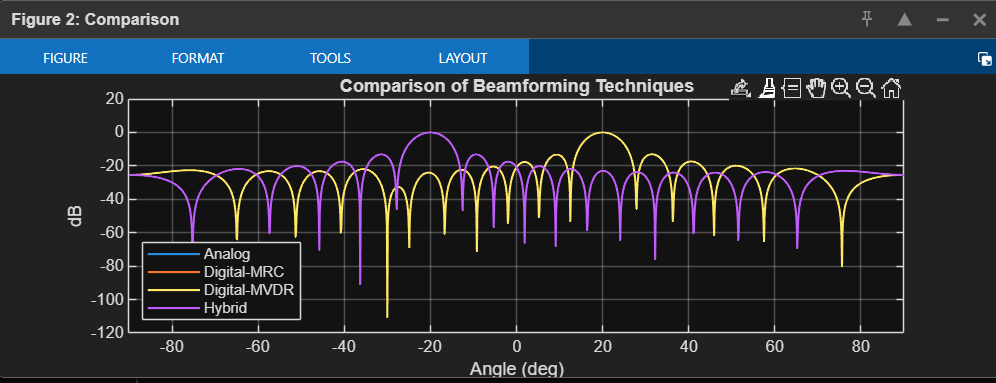 Figure 2: Comparison
FIGURE FORMAT TOOLS LAYOUT
Comparison of Beamforming Techniques
20
0
-20
-40
-60
-80
-100
-120
dB
Analog
Digital-MRC
Digital-MVDR
Hybrid
-80 -60 -40 -20 0 20 40 60 80
Angle (deg)